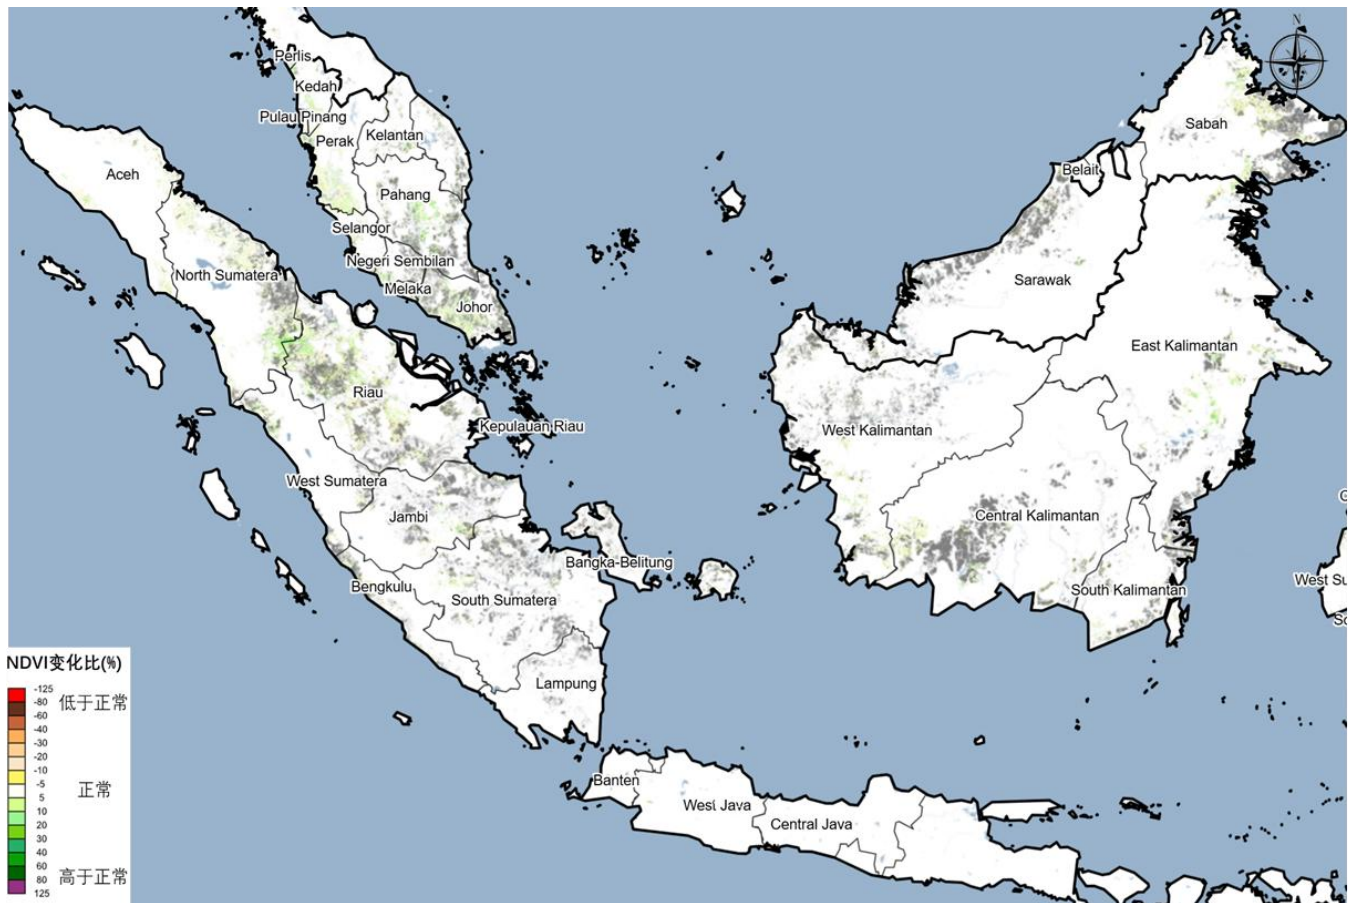 N
Perlis
Kedah
Pulau Pinang
Perak
Kelantan
Aceh
Pahang
Selangor
North Sumatera
Negeri Sembilan
Melaka
Johor
Riau
Kepulauan Riau
West Sumatera
Jambi
Bangka-Belitung
Bengkulu
South Sumatera
Lampung
Banten
West Java
Central Java
Sabah
Belait
Sarawak
East Kalimantan
West Kalimantan
Central Kalimantan
South Kalimantan
West Su
So
NDVI变化比(%)
-125
-80
-60
-40
-30
-20
-10
-5
5
10
20
30
40
60
80
125
低于正常
正常
高于正常